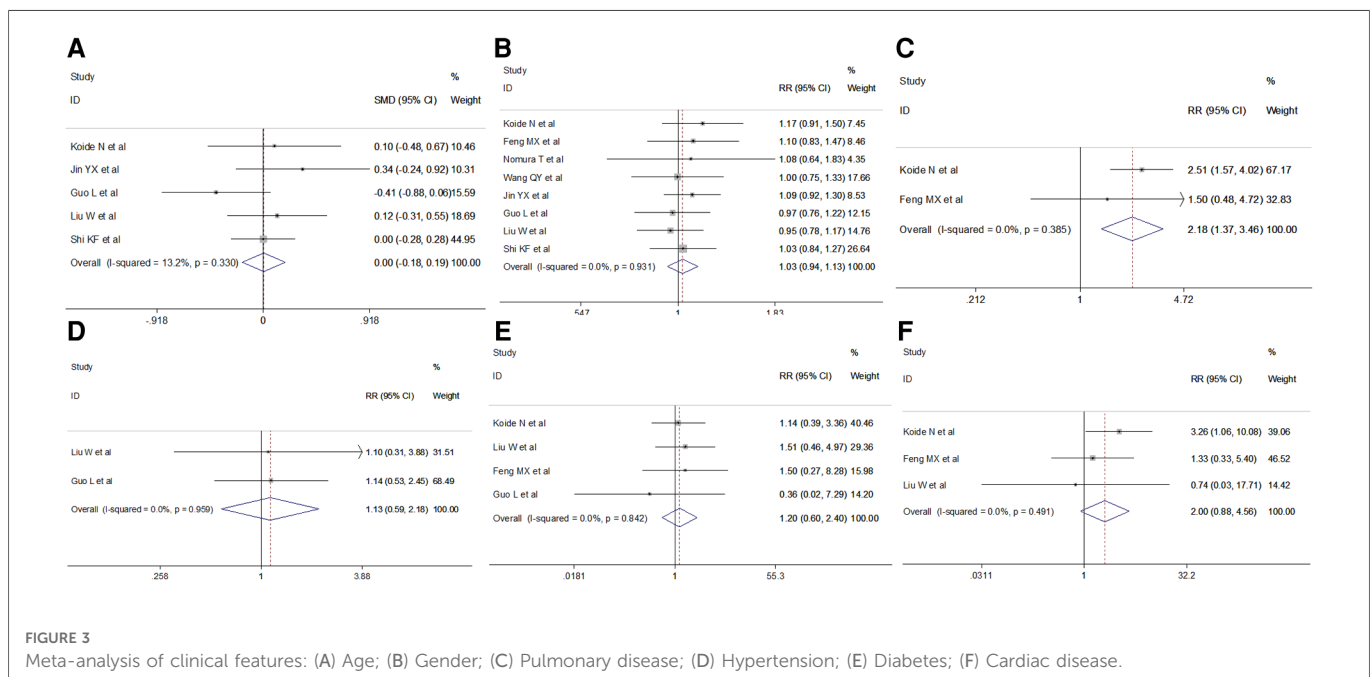 A
Study %
ID SMD (95% CI) Weight
Koide N et al 0.10 (-0.48, 0.67) 10.46
Jin YX et al 0.34 (-0.24, 0.92) 10.31
Guo L et al -0.41 (-0.88, 0.06) 15.59
Liu W et al 0.12 (-0.31, 0.55) 18.69
Shi KF et al 0.00 (-0.28, 0.28) 44.95
Overall (I-squared = 13.2%, p = 0.330) 0.00 (-0.18, 0.19) 100.00
-.918 0 .918
B
Study %
ID RR (95% CI) Weight
Koide N et al 1.17 (0.91, 1.50) 7.45
Feng MX et al 1.10 (0.83, 1.47) 8.46
Nomura T et al 1.08 (0.64, 1.83) 4.35
Wang QY et al 1.00 (0.75, 1.33) 17.66
Jin YX et al 1.09 (0.92, 1.30) 8.53
Guo L et al 0.97 (0.76, 1.22) 12.15
Liu W et al 0.95 (0.78, 1.17) 14.76
Shi KF et al 1.03 (0.84, 1.27) 26.64
Overall (I-squared = 0.0%, p = 0.931) 1.03 (0.94, 1.13) 100.00
.547 1 1.83
C
Study %
ID RR (95% CI) Weight
Koide N et al 2.51 (1.57, 4.02) 67.17
Feng MX et al 1.50 (0.48, 4.72) 32.83
Overall (I-squared = 0.0%, p = 0.385) 2.18 (1.37, 3.46) 100.00
.212 1 4.72
D
Study %
ID RR (95% CI) Weight
Liu W et al 1.10 (0.31, 3.88) 31.51
Guo L et al 1.14 (0.53, 2.45) 68.49
Overall (I-squared = 0.0%, p = 0.959) 1.13 (0.59, 2.18) 100.00
.258 1 3.88
E
Study %
ID RR (95% CI) Weight
Koide N et al 1.14 (0.39, 3.36) 40.46
Liu W et al 1.51 (0.46, 4.97) 29.36
Feng MX et al 1.50 (0.27, 8.28) 15.98
Guo L et al 0.36 (0.02, 7.29) 14.20
Overall (I-squared = 0.0%, p = 0.842) 1.20 (0.60, 2.40) 100.00
.0181 1 55.3
F
Study %
ID RR (95% CI) Weight
Koide N et al 3.26 (1.06, 10.08) 39.06
Feng MX et al 1.33 (0.33, 5.40) 46.52
Liu W et al 0.74 (0.03, 17.71) 14.42
Overall (I-squared = 0.0%, p = 0.491) 2.00 (0.88, 4.56) 100.00
.0311 1 32.2
FIGURE 3
Meta-analysis of clinical features: (A) Age; (B) Gender; (C) Pulmonary disease; (D) Hypertension; (E) Diabetes; (F) Cardiac disease.